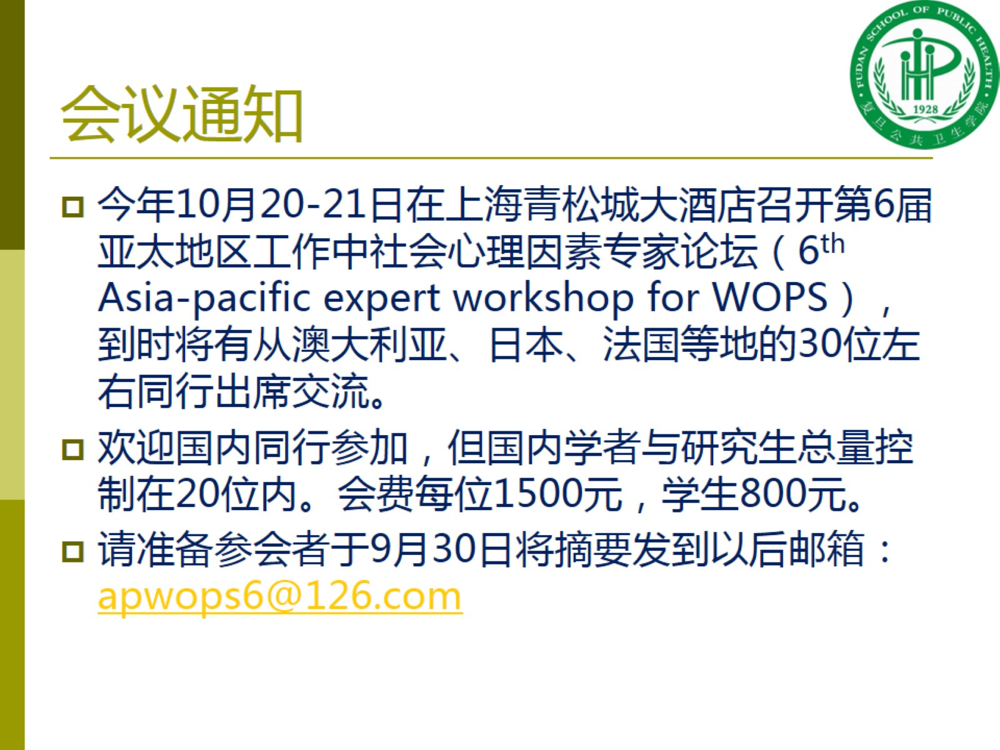 FUDAN SCHOOL OF PUBLIC HEALTH
1928
复旦公共卫生学院
会议通知
今年10月20-21日在上海青松城大酒店召开第6届
亚太地区工作中社会心理因素专家论坛（6th
Asia-pacific expert workshop for WOPS），
到时将有从澳大利亚、日本、法国等地的30位左
右同行出席交流。
欢迎国内同行参加，但国内学者与研究生总量控
制在20位内。会费每位1500元，学生800元。
请准备参会者于9月30日将摘要发到以后邮箱：
apwops6@126.com